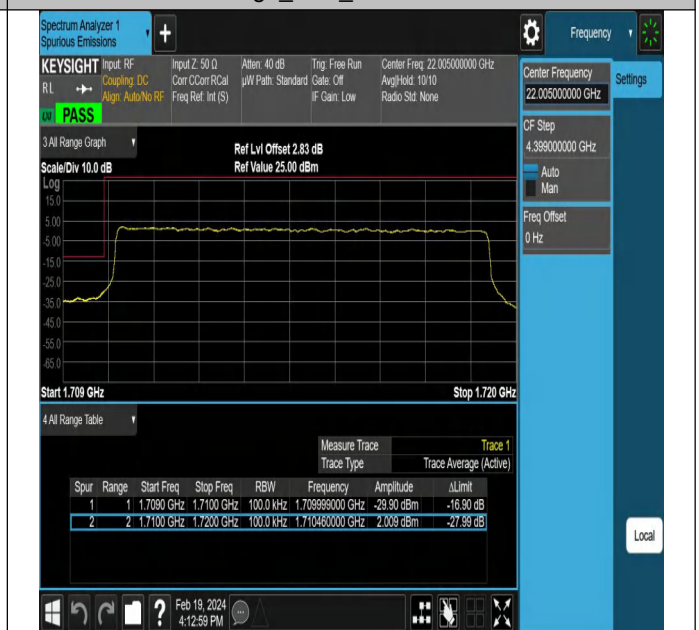 Spectrum Analyzer 1
Spurious Emissions
+
Frequency
KEYSIGHT
Input: RF
Coupling: DC
Align: Auto/No RF
Input Z: 50 Ω
Corr CCorr RCal
Freq Ref: Int (S)
Atten: 40 dB
µW Path: Standard
Trig: Free Run
Gate: Off
IF Gain: Low
Center Freq: 22.005000000 GHz
Avg|Hold: 10/10
Radio Std: None
R L
LXI
PASS
Center Frequency
22.005000000 GHz
Settings
CF Step
4.399000000 GHz
Auto
Man
Freq Offset
0 Hz
3 All Range Graph
Ref Lvl Offset 2.83 dB
Scale/Div 10.0 dB
Ref Value 25.00 dBm
Log
15.0
5.00
-5.00
-15.0
-25.0
-35.0
-45.0
-55.0
-65.0
Start 1.709 GHz
Stop 1.720 GHz
4 All Range Table
Measure Trace Trace 1
Trace Type Trace Average (Active)
Spur Range Start Freq Stop Freq RBW Frequency Amplitude ΔLimit
1 1 1.7090 GHz 1.7100 GHz 100.0 kHz 1.709999000 GHz -29.90 dBm -16.90 dB
2 2 1.7100 GHz 1.7200 GHz 100.0 kHz 1.710460000 GHz 2.009 dBm -27.99 dB
Local
?
Feb 19, 2024
4:12:59 PM